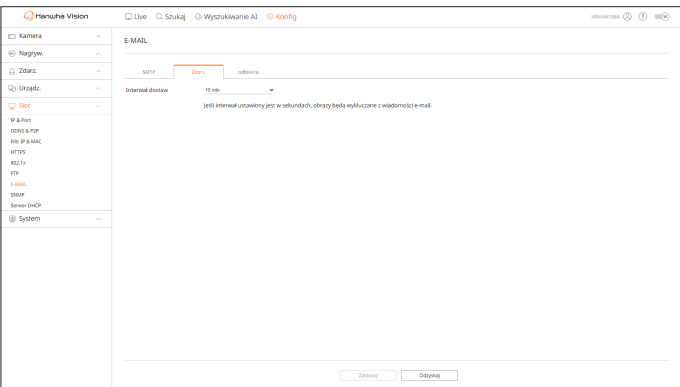 Hanwha Vision
Live Szukaj Wyszukiwanie AI Konfig
XRN-6410B4
Kamera
Nagryw.
Zdarz.
Urządz.
Sieć
IP & Port
DDNS & P2P
Filtr IP & MAC
HTTPS
802.1x
FTP
E-MAIL
SNMP
Serwer DHCP
System
E-MAIL
SMTP Zdarz. odbiorca
Interwał dostaw 10 min
Jeśli interwał ustawiony jest w sekundach, obrazy będą wykluczane z wiadomości e-mail.
Zastosuj Odzyskaj